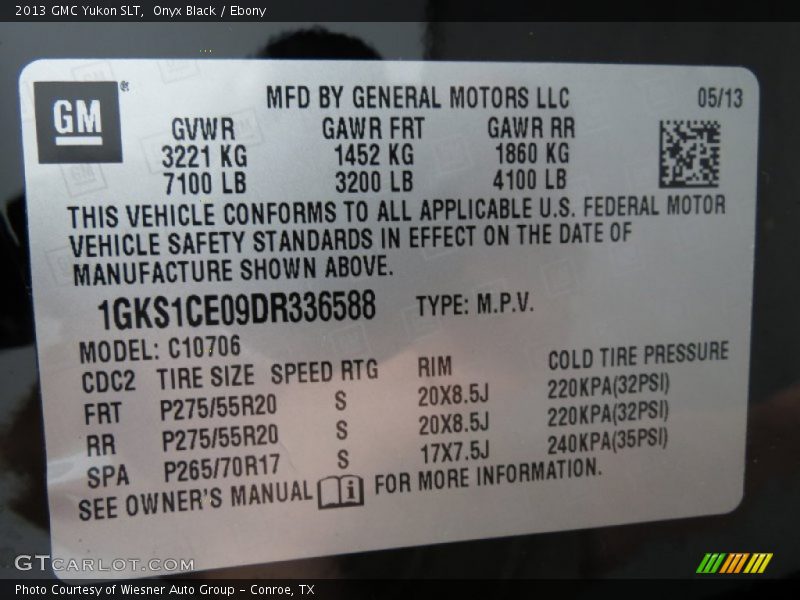 2013 GMC Yukon SLT,  Onyx Black / Ebony
GM®
MFD BY GENERAL MOTORS LLC
05/13
GVWR GAWR FRT GAWR RR
3221 KG 1452 KG 1860 KG
7100 LB 3200 LB 4100 LB
THIS VEHICLE CONFORMS TO ALL APPLICABLE U.S. FEDERAL MOTOR
VEHICLE SAFETY STANDARDS IN EFFECT ON THE DATE OF
MANUFACTURE SHOWN ABOVE.
1GKS1CE09DR336588 TYPE: M.P.V.
MODEL: C10706
CDC2 TIRE SIZE SPEED RTG RIM COLD TIRE PRESSURE
FRT P275/55R20 S 20X8.5J 220KPA(32PSI)
RR P275/55R20 S 20X8.5J 220KPA(32PSI)
SPA P265/70R17 S 17X7.5J 240KPA(35PSI)
SEE OWNER'S MANUAL i FOR MORE INFORMATION.
GTCARLOT.COM
Photo Courtesy of Wiesner Auto Group – Conroe, TX